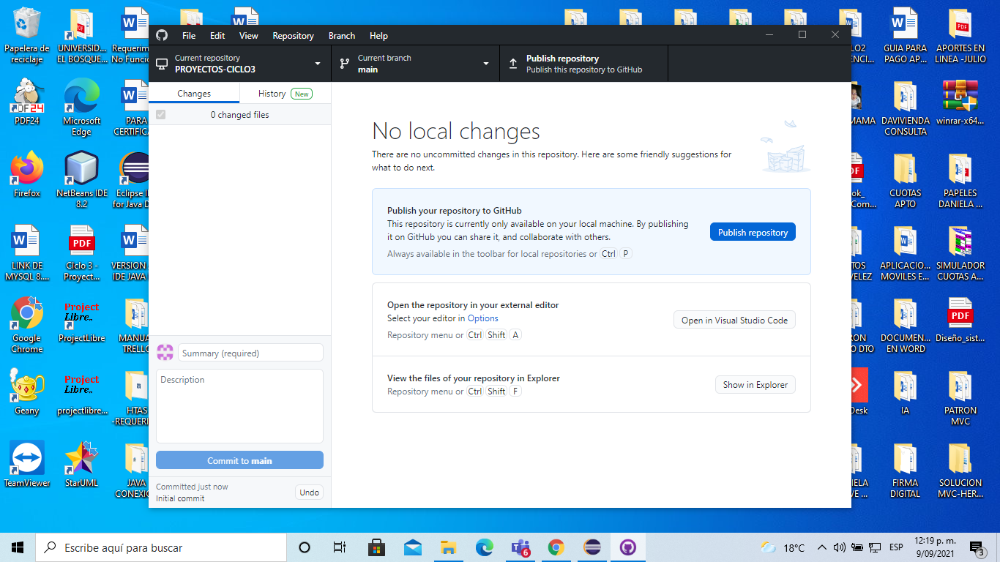 File Edit View Repository Branch Help
Current repository
PROYECTOS-CICLO3
Current branch
main
Publish repository
Publish this repository to GitHub
Changes
History New
0 changed files
No local changes
There are no uncommitted changes in this repository. Here are some friendly suggestions for
what to do next.
Publish your repository to GitHub
This repository is currently only available on your local machine. By publishing
it on GitHub you can share it, and collaborate with others.
Always available in the toolbar for local repositories or Ctrl P
Publish repository
Open the repository in your external editor
Select your editor in Options
Repository menu or Ctrl Shift A
Open in Visual Studio Code
View the files of your repository in Explorer
Repository menu or Ctrl Shift F
Show in Explorer
Summary (required)
Description
Commit to main
Committed just now
Initial commit
Undo
Papelera de
reciclaje
UNIVERSID...
EL BOSQUE...
Requerim
No Funcio
PDF24
Microsoft
Edge
PARA
CERTIFICA
Firefox
NetBeans IDE
8.2
Eclipse I
for Java D
LINK DE
MYSQL 8....
PDF
CIclo 3 -
Proyect...
VERSION
IDE JAVA
Google
Chrome
Project
Libre..
ProjectLibre
MANUA
TRELLO
Geany
Project
Libre..
projectlibre...
HTAS
-REQUERI
TeamViewer
StarUML
JAVA
CONEXIO
GUIA PARA
PAGO AP...
APORTES EN
LINEA -JULIO
MAMA
DAVIVIENDA
CONSULTA
winrar-x64...
CUOTAS
APTO
PAPELES
DANIELA ...
VELEZ
APLICACIO...
MOVILES E...
SIMULADOR
CUOTAS A...
DTO
DOCUMEN...
EN WORD
PDF
Diseño_sist...
Desk
IA
PATRON
MVC
FIRMA
DIGITAL
SOLUCION
MVC-HER...
Escribe aquí para buscar
6
18°C
ESP
12:19 p. m.
9/09/2021
3